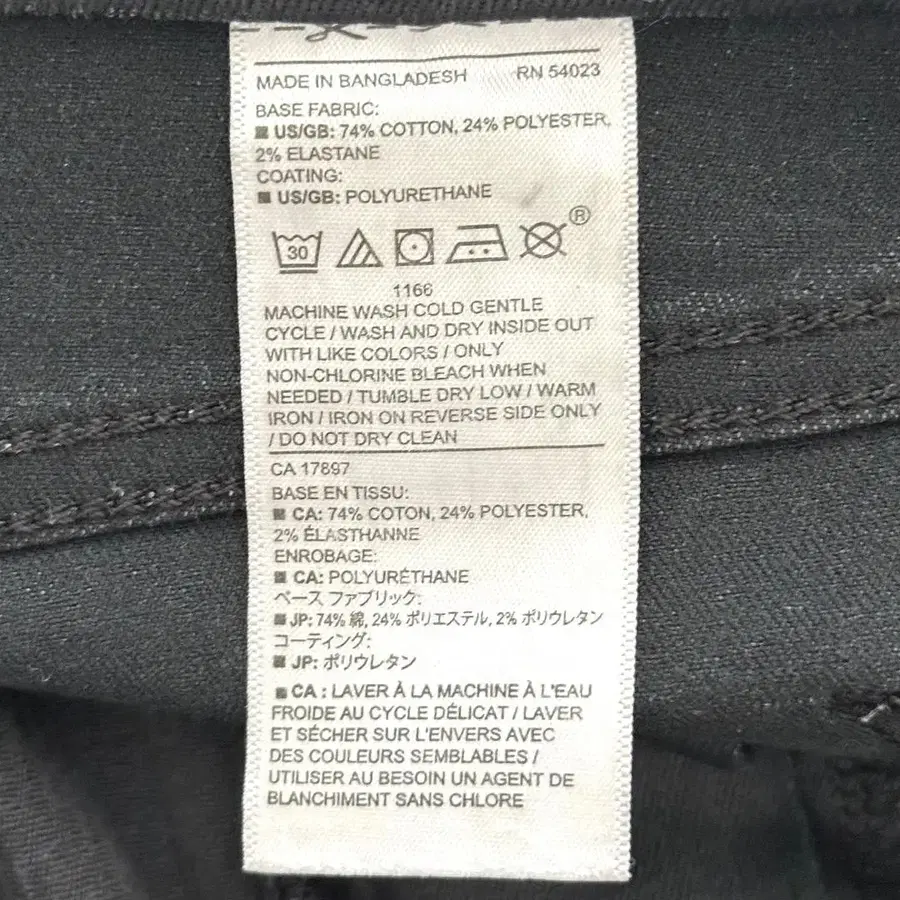 MADE IN BANGLADESH RN 54023
BASE FABRIC:
US/GB: 74% COTTON, 24% POLYESTER,
2% ELASTANE
COATING:
US/GB: POLYURETHANE
30
®
1166
MACHINE WASH COLD GENTLE
CYCLE / WASH AND DRY INSIDE OUT
WITH LIKE COLORS / ONLY
NON-CHLORINE BLEACH WHEN
NEEDED / TUMBLE DRY LOW / WARM
IRON / IRON ON REVERSE SIDE ONLY
/ DO NOT DRY CLEAN
CA 17897
BASE EN TISSU:
CA: 74% COTON, 24% POLYESTER,
2% ÉLASTHANNE
ENROBAGE:
CA: POLYURÉTHANE
ベース ファブリック:
JP: 74% 綿, 24% ポリエステル, 2% ポリウレタン
コーティング:
JP: ポリウレタン
CA : LAVER À LA MACHINE À L'EAU
FROIDE AU CYCLE DÉLICAT / LAVER
ET SÉCHER SUR L'ENVERS AVEC
DES COULEURS SEMBLABLES /
UTILISER AU BESOIN UN AGENT DE
BLANCHIMENT SANS CHLORE